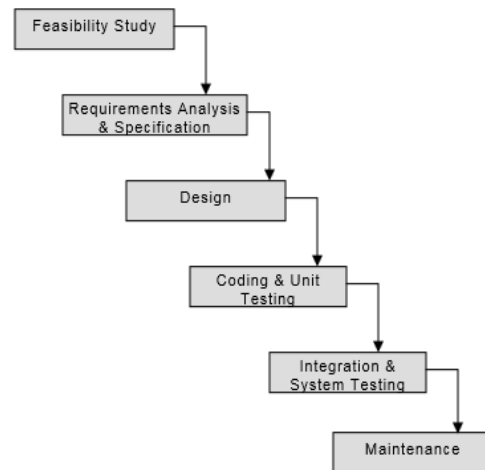 Feasibility Study
Requirements Analysis
& Specification
Design
Coding & Unit
Testing
Integration &
System Testing
Maintenance